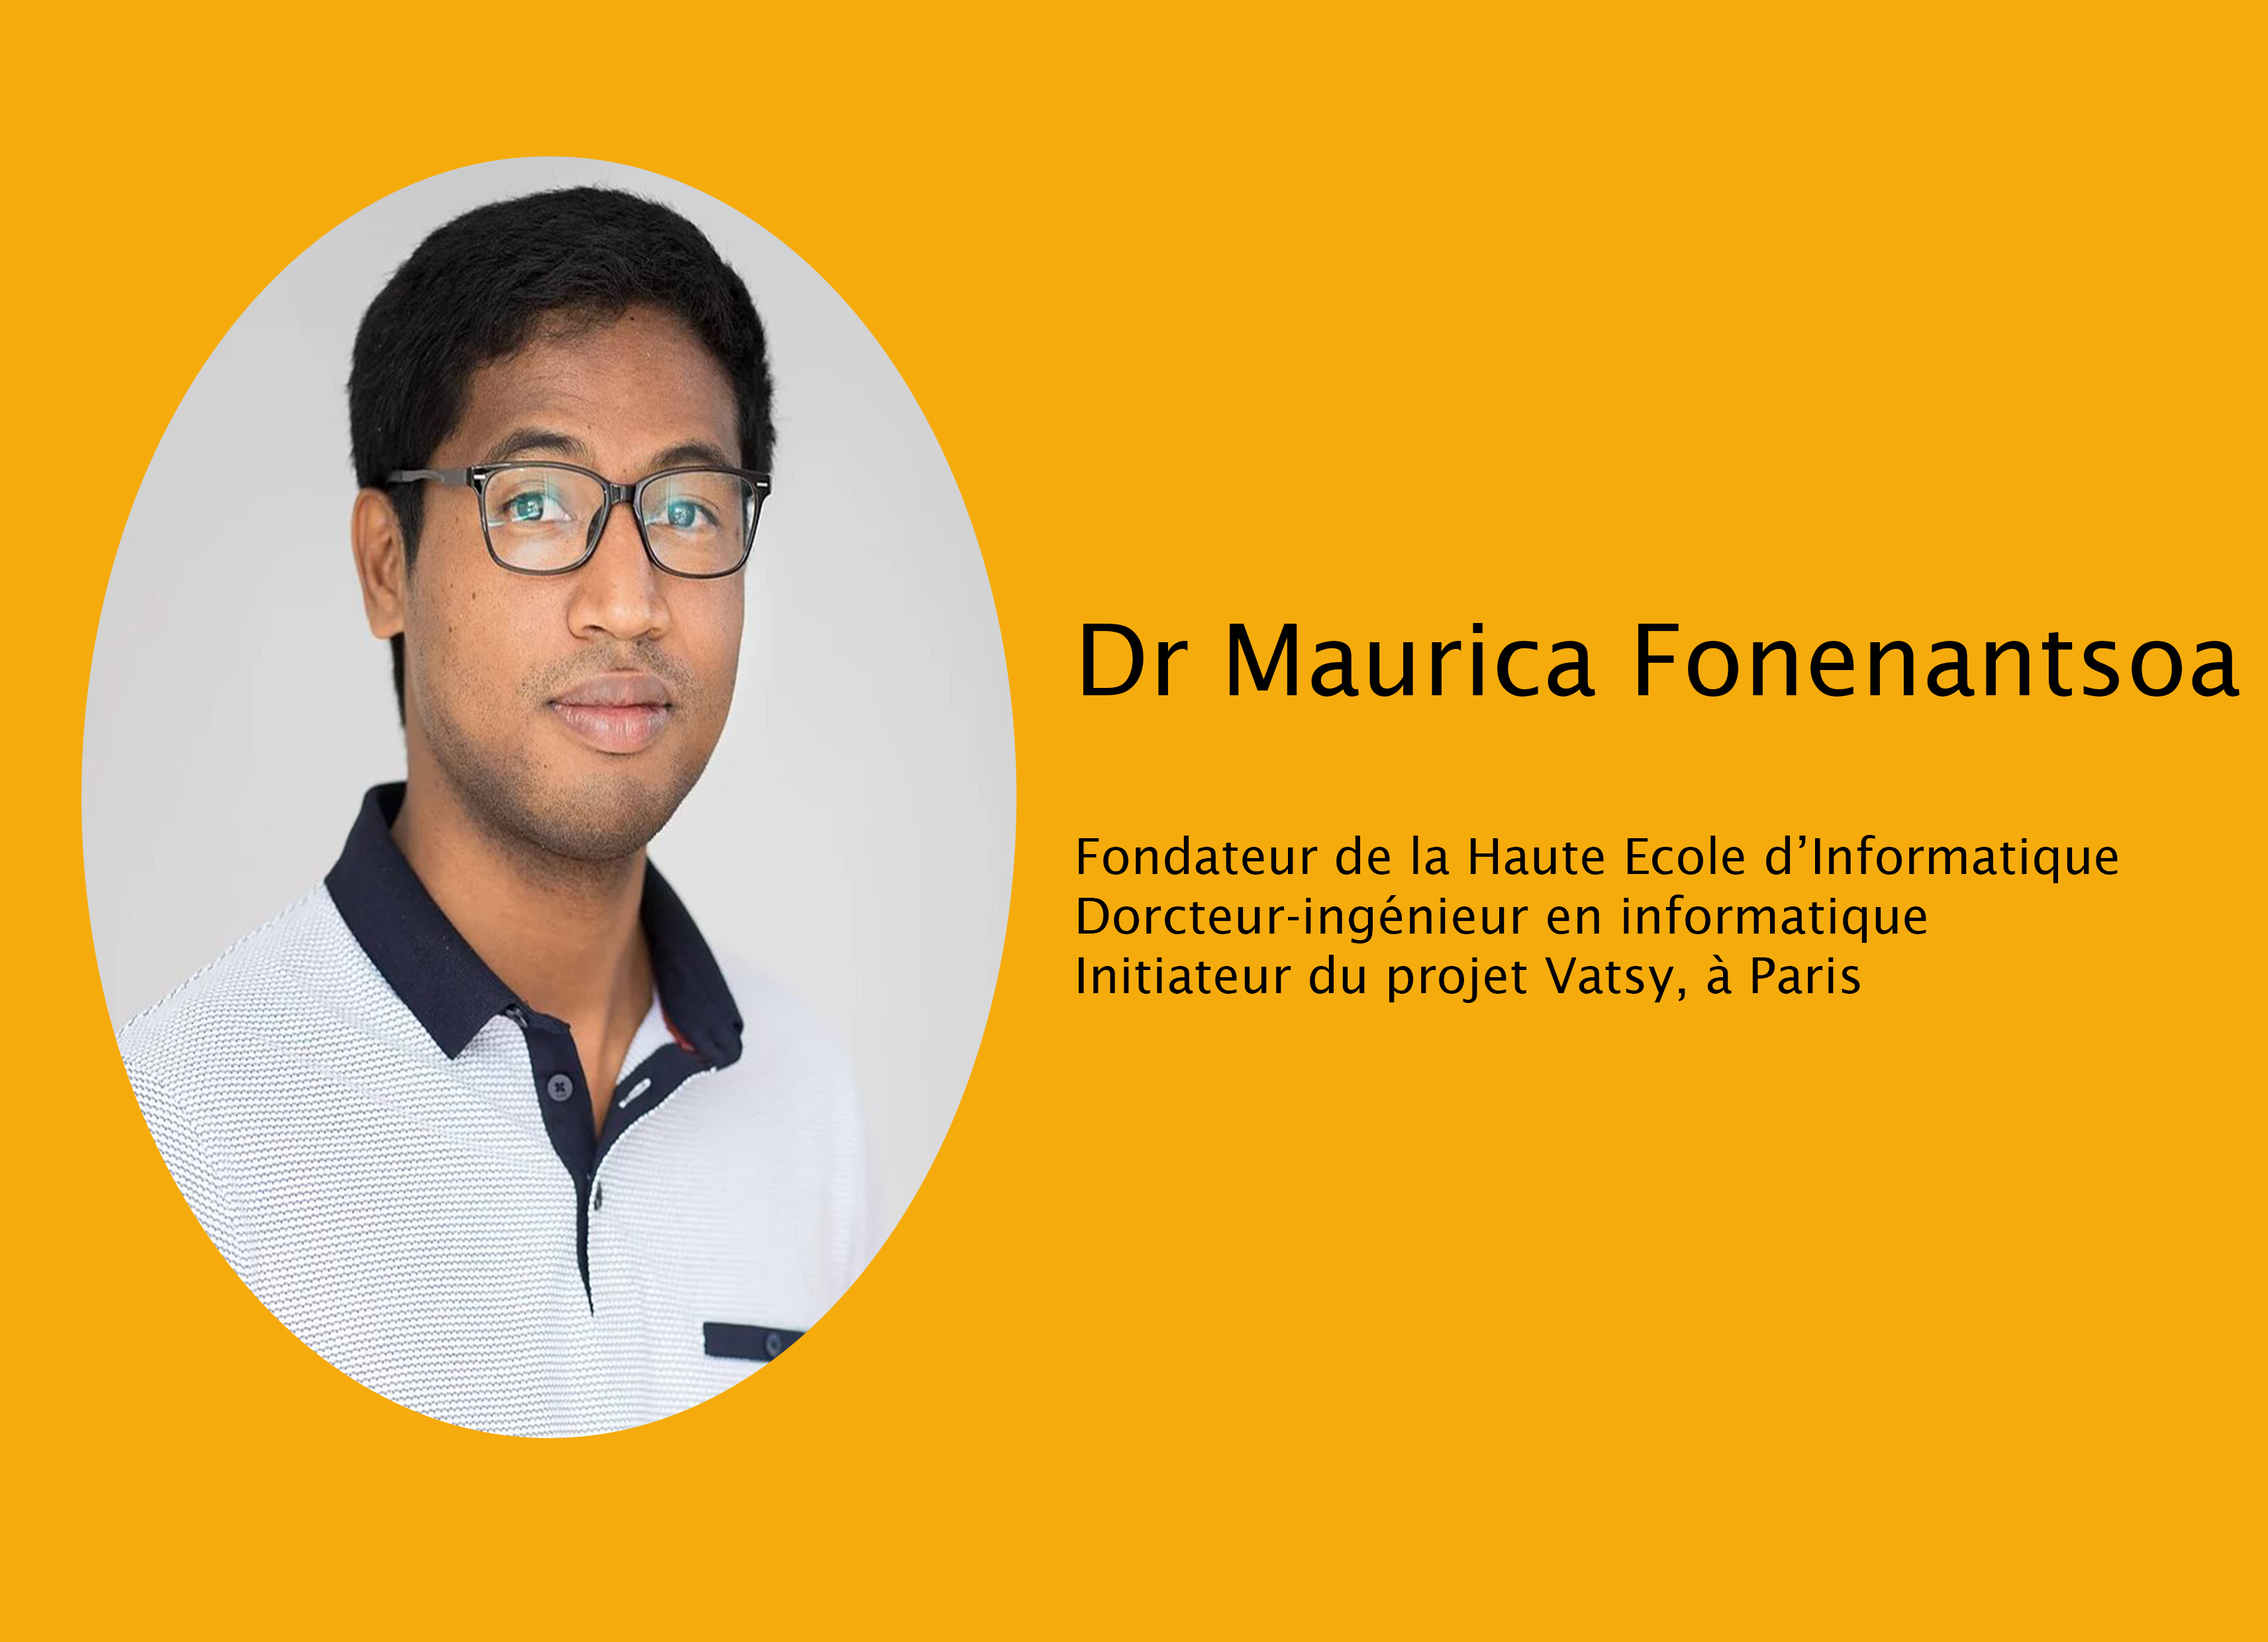 Dr Maurica Fonenantsoa
Fondateur de la Haute Ecole d’Informatique
Dorcteur-ingénieur en informatique
Initiateur du projet Vatsy, à Paris